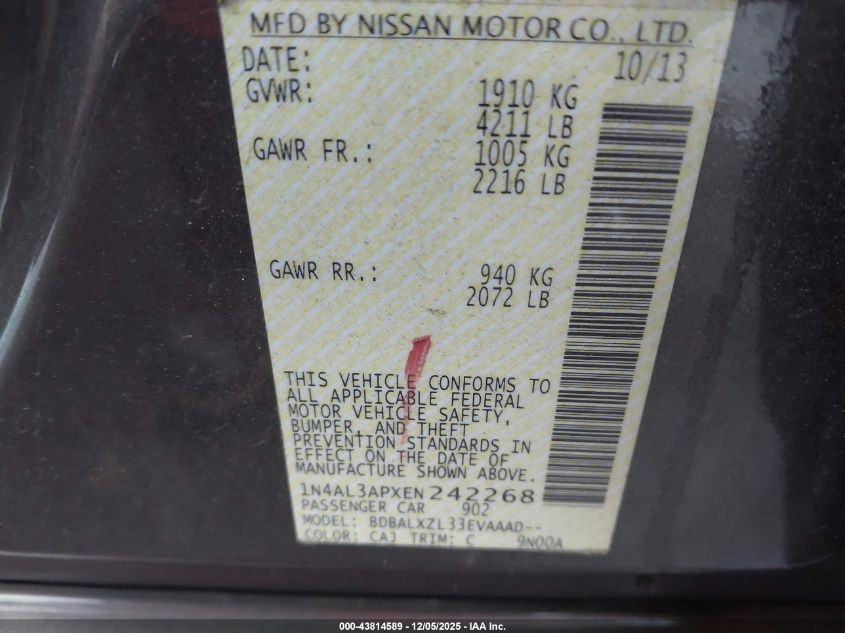 MFD BY NISSAN MOTOR CO., LTD.
DATE: 10/13
GVWR: 1910 KG
4211 LB
GAWR FR.: 1005 KG
2216 LB
GAWR RR.: 940 KG
2072 LB
THIS VEHICLE CONFORMS TO
ALL APPLICABLE FEDERAL
MOTOR VEHICLE SAFETY,
BUMPER, AND THEFT
PREVENTION STANDARDS IN
EFFECT ON THE DATE OF
MANUFACTURE SHOWN ABOVE.
1N4AL3APXEN242268
PASSENGER CAR 902
MODEL: BDBALXZL33EVAAAD--
COLOR: CAJ TRIM: C 9N00A
000-43814589 - 12/05/2025 - IAA Inc.